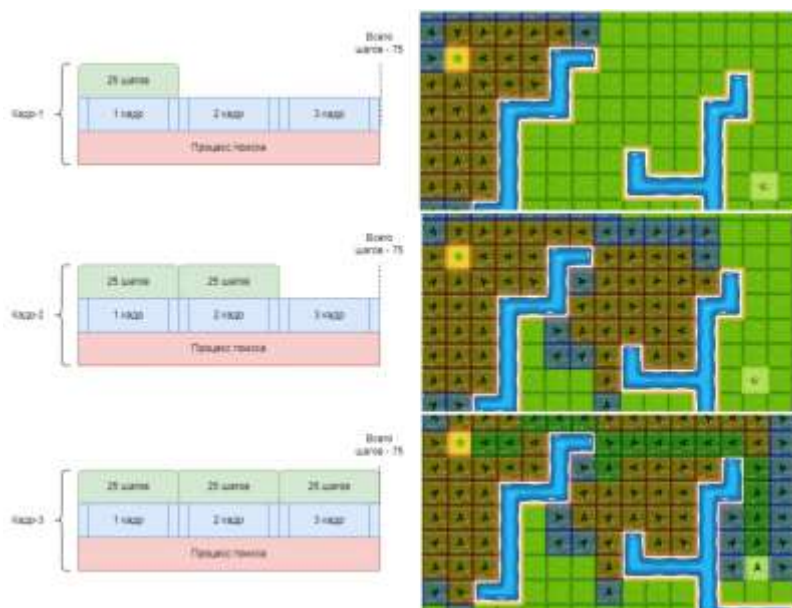 Всего
шагов - 75
25 шагов
Кадр-1
1 кадр
2 кадр
3 кадр
Процесс поиска
Всего
шагов - 75
25 шагов
25 шагов
Кадр-2
1 кадр
2 кадр
3 кадр
Процесс поиска
Всего
шагов - 75
25 шагов
25 шагов
25 шагов
Кадр-3
1 кадр
2 кадр
3 кадр
Процесс поиска